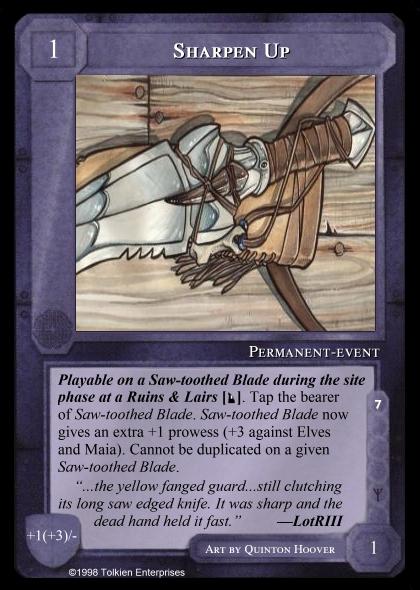 1
SHARPEN UP
PERMANENT-EVENT
Playable on a Saw-toothed Blade during the site
phase at a Ruins & Lairs [ ]. Tap the bearer
of Saw-toothed Blade. Saw-toothed Blade now
gives an extra +1 prowess (+3 against Elves
and Maia). Cannot be duplicated on a given
Saw-toothed Blade.
“...the yellow fanged guard...still clutching
its long saw edged knife. It was sharp and the
dead hand held it fast.” —LotRIII
7
+1(+3)/-
ART BY QUINTON HOOVER
1
©1998 Tolkien Enterprises